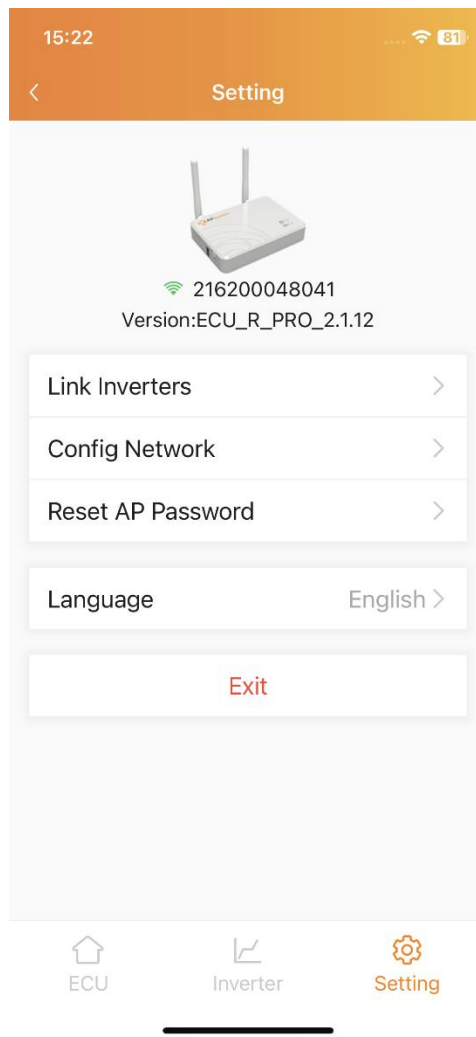 15:22
81
Setting
216200048041
Version:ECU_R_PRO_2.1.12
Link Inverters
Config Network
Reset AP Password
Language English
Exit
ECU Inverter Setting